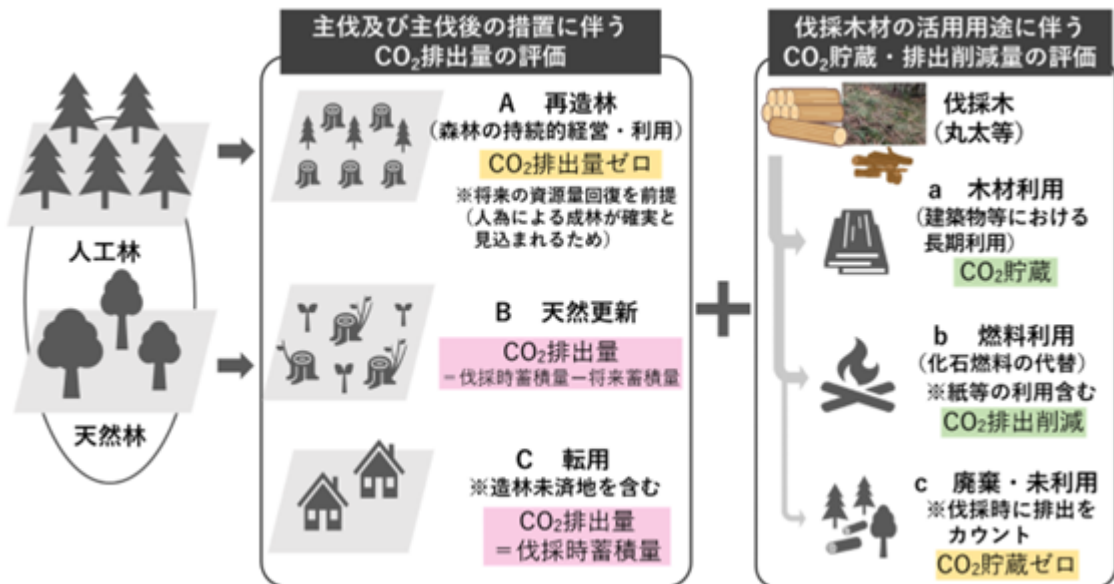 主伐及び主伐後の措置に伴う
CO₂排出量の評価
人工林
天然林
A 再造林
(森林の持続的経営・利用)
CO₂排出量ゼロ
※将来の資源量回復を前提
(人為による成林が確実と
見込まれるため)
B 天然更新
CO₂排出量
=伐採時蓄積量ー将来蓄積量
C 転用
※造林未済地を含む
CO₂排出量
=伐採時蓄積量
+
伐採木材の活用用途に伴う
CO₂貯蔵・排出削減量の評価
伐採木
(丸太等)
a 木材利用
(建築物等における
長期利用)
CO₂貯蔵
b 燃料利用
(化石燃料の代替)
※紙等の利用含む
CO₂排出削減
c 廃棄・未利用
※伐採時に排出を
カウント
CO₂貯蔵ゼロ